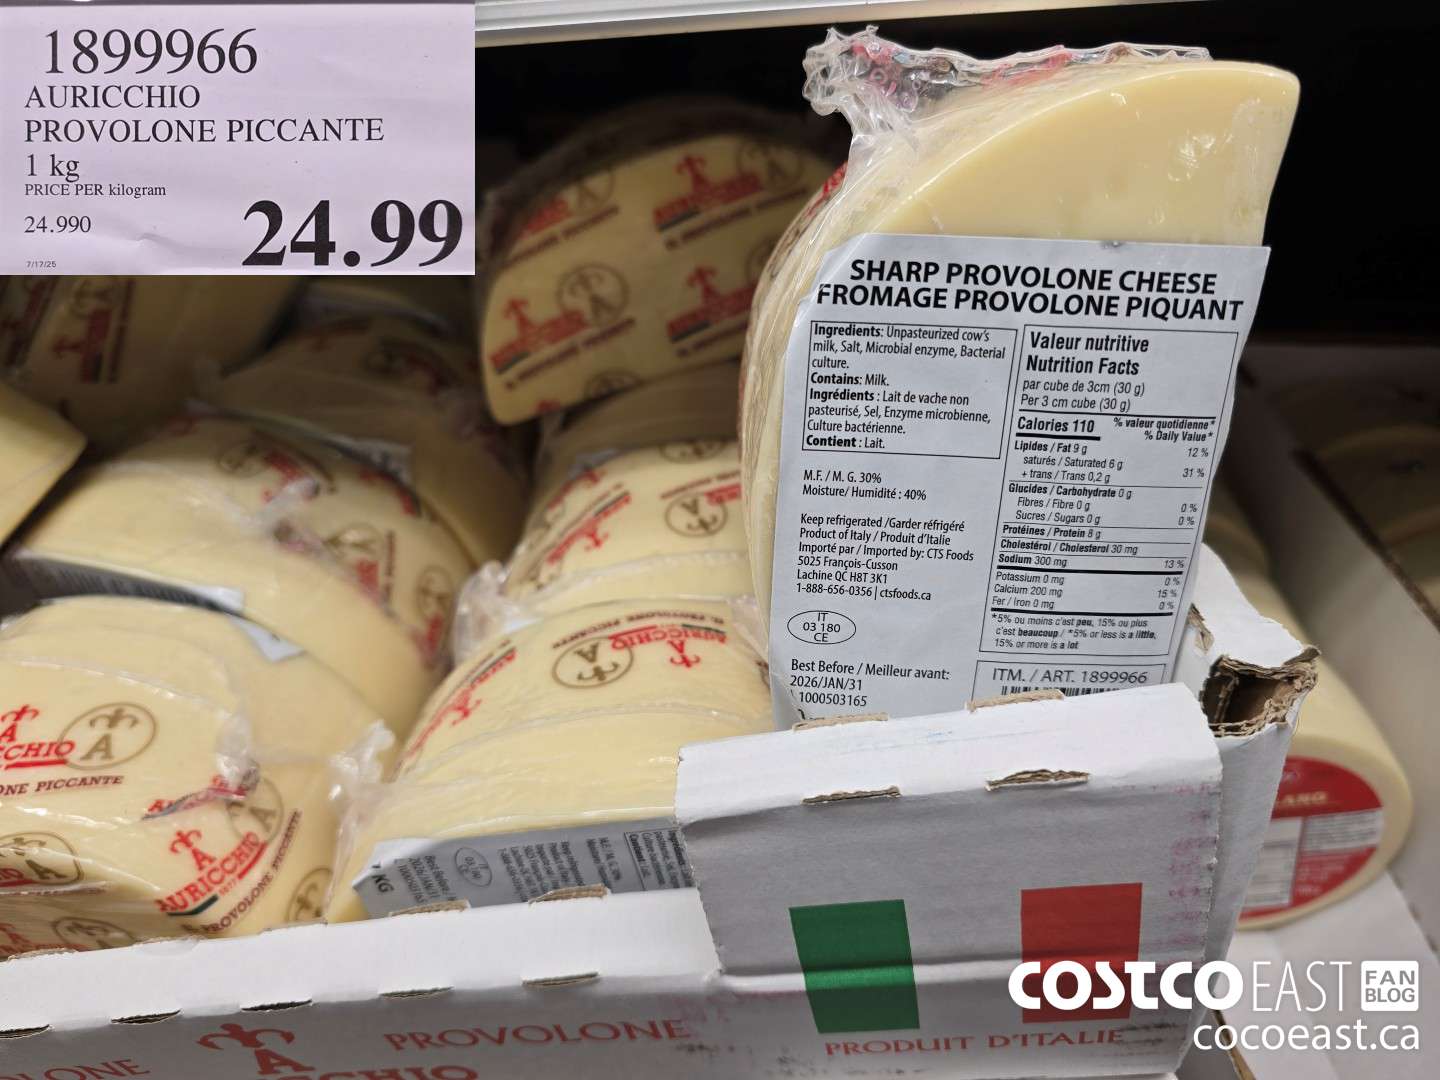 1899966
AURICCHIO
PROVOLONE PICCANTE
1 kg
PRICE PER kilogram
24.990
24.99
7/17/25
SHARP PROVOLONE CHEESE
FROMAGE PROVOLONE PIQUANT
Ingredients: Unpasteurized cow's
milk, Salt, Microbial enzyme, Bacterial
culture.
Contains: Milk.
Ingrédients : Lait de vache non
pasteurisé, Sel, Enzyme microbienne,
Culture bactérienne.
Contient : Lait.
M.F. / M. G. 30%
Moisture/ Humidité : 40%
Keep refrigerated /Garder réfrigéré
Product of Italy / Produit d'Italie
Importé par / Imported by: CTS Foods
5025 François-Cusson
Lachine QC H8T 3K1
1-888-656-0356 | ctsfoods.ca
IT
03 180
CE
Best Before / Meilleur avant:
2026/JAN/31
L 1000503165
Valeur nutritive
Nutrition Facts
par cube de 3cm (30 g)
Per 3 cm cube (30 g)
Calories 110 % valeur quotidienne*
% Daily Value*
Lipides / Fat 9 g 12 %
saturés / Saturated 6 g
+ trans / Trans 0,2 g 31 %
Glucides / Carbohydrate 0 g
Fibres / Fibre 0 g 0 %
Sucres / Sugars 0 g 0 %
Protéines / Protein 8 g
Cholestérol / Cholesterol 30 mg
Sodium 300 mg 13 %
Potassium 0 mg 0 %
Calcium 200 mg 15 %
Fer / Iron 0 mg 0 %
*5% ou moins c'est peu, 15% ou plus
c'est beaucoup / *5% or less is a little,
15% or more is a lot
ITM. / ART. 1899966
AURICCHIO
PROVOLONE PICCANTE
AURICCHIO
PROVOLONE PICCANTE
AURICCHIO
IL PROVOLONE PICCANTE
1 KG
PROVOLONE
PRODUIT D'ITALIE
COSTCO EAST FAN
BLOG
cocoeast.ca